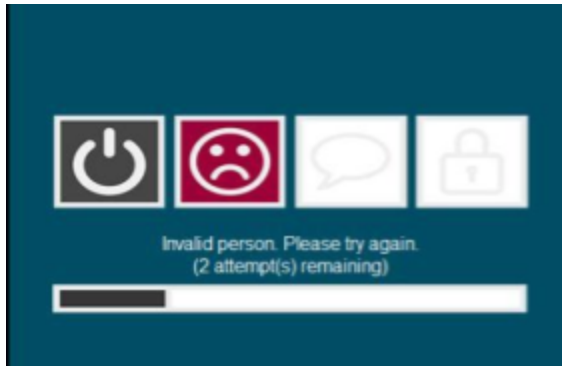 Invalid person. Please try again.
(2 attempt(s) remaining)